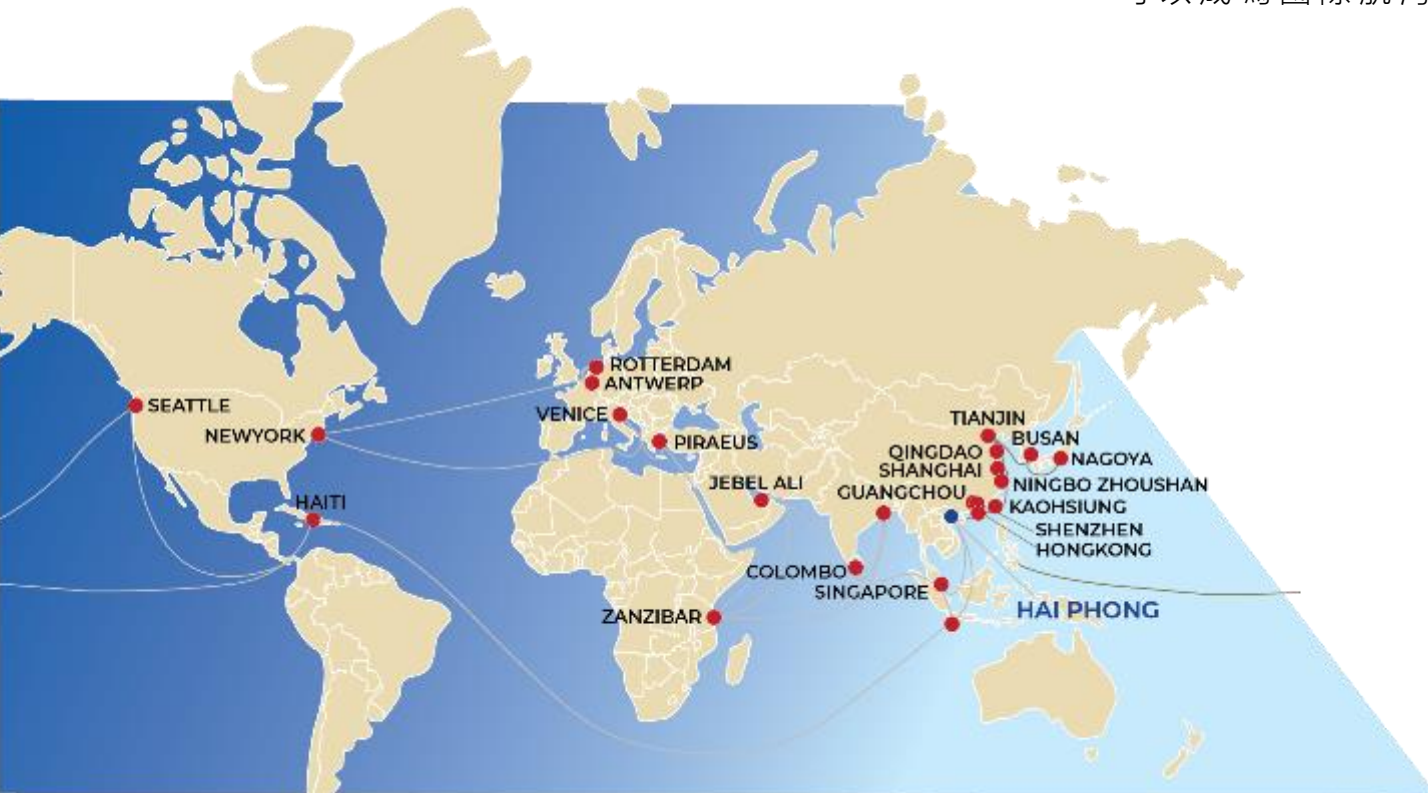 ROTTERDAM
ANTWERP
SEATTLE
VENICE
NEWYORK
PIRAEUS
TIANJIN
BUSAN
QINGDAO
NAGOYA
SHANGHAI
JEBEL ALI
NINGBO ZHOUSHAN
GUANGCHOU
HAITI
KAOHSIUNG
SHENZHEN
HONGKONG
COLOMBO
SINGAPORE
HAI PHONG
ZANZIBAR